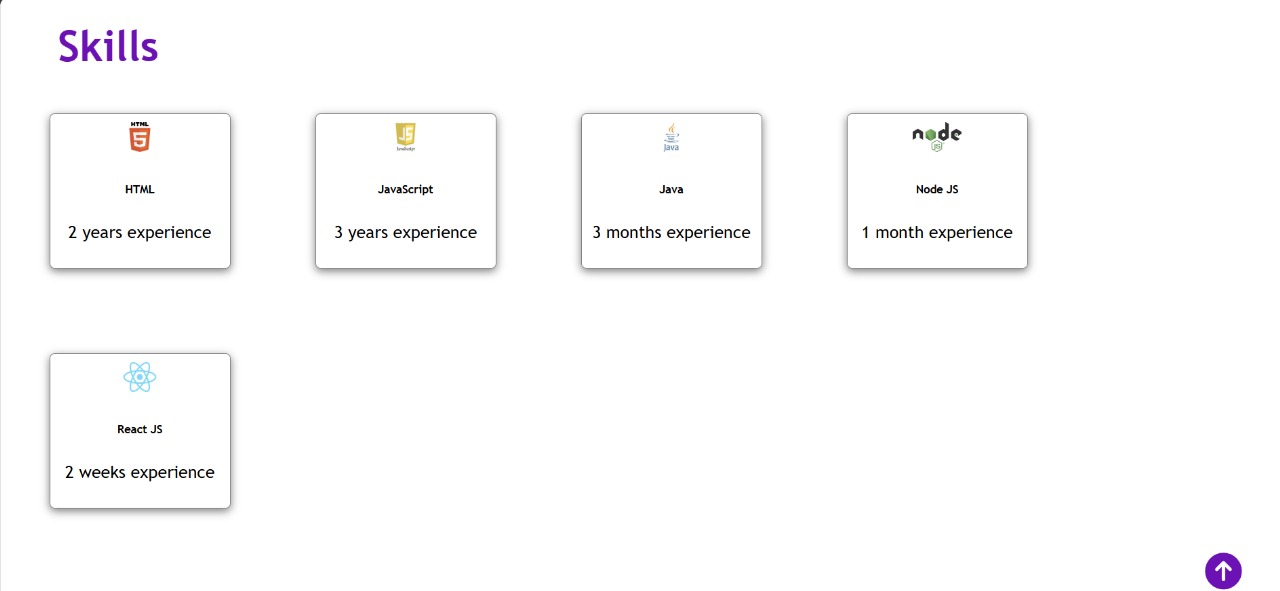 Skills
HTML
5
HTML
2 years experience
JS
JavaScript
JavaScript
3 years experience
Java
Java
3 months experience
node
JS
Node JS
1 month experience
React JS
2 weeks experience